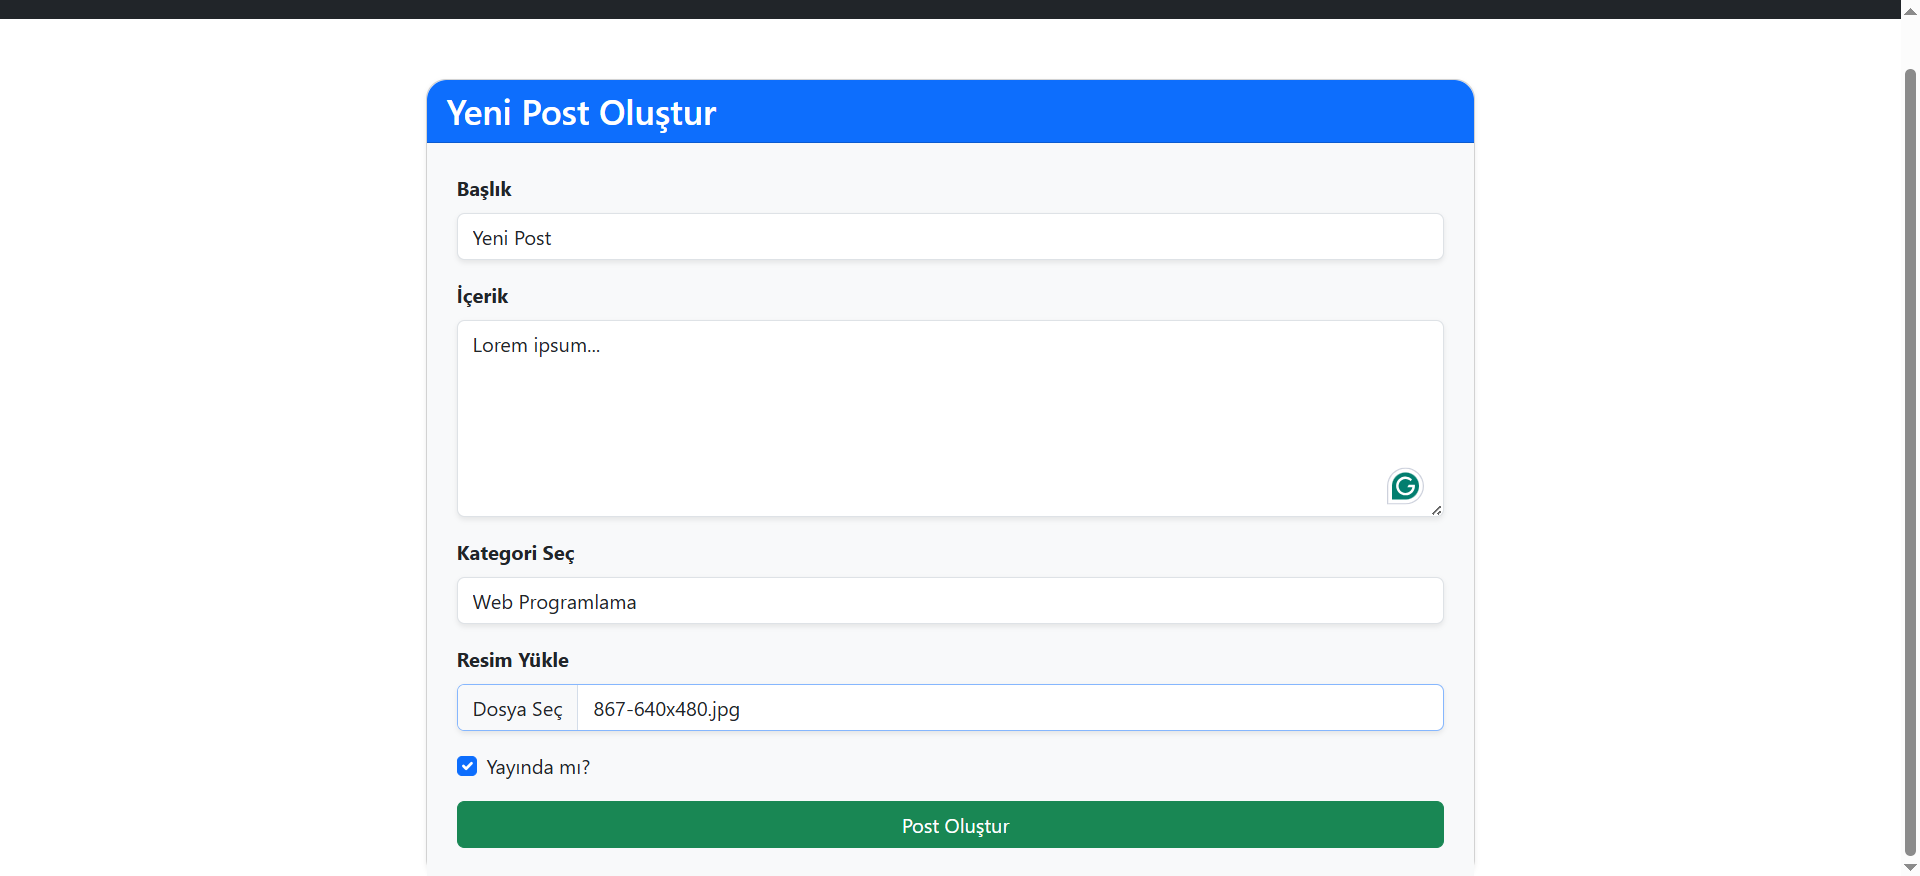 Yeni Post Oluştur
Başlık
Yeni Post
İçerik
Lorem ipsum...
Kategori Seç
Web Programlama
Resim Yükle
Dosya Seç 867-640x480.jpg
Yayında mı?
Post Oluştur